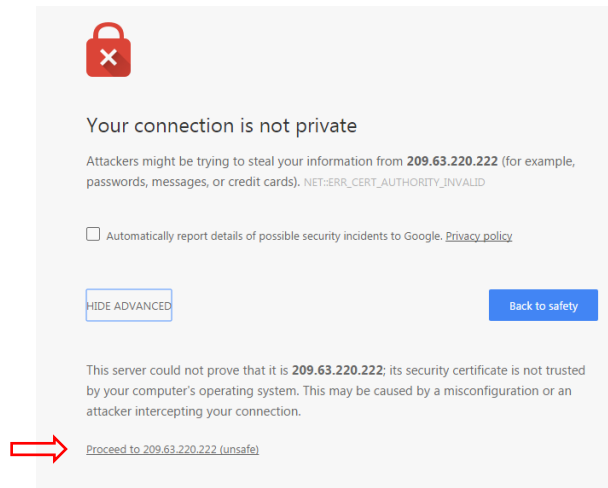 Your connection is not private
Attackers might be trying to steal your information from 209.63.220.222 (for example,
passwords, messages, or credit cards). NET::ERR_CERT_AUTHORITY_INVALID
Automatically report details of possible security incidents to Google. Privacy policy
HIDE ADVANCED
Back to safety
This server could not prove that it is 209.63.220.222; its security certificate is not trusted
by your computer's operating system. This may be caused by a misconfiguration or an
attacker intercepting your connection.
Proceed to 209.63.220.222 (unsafe)